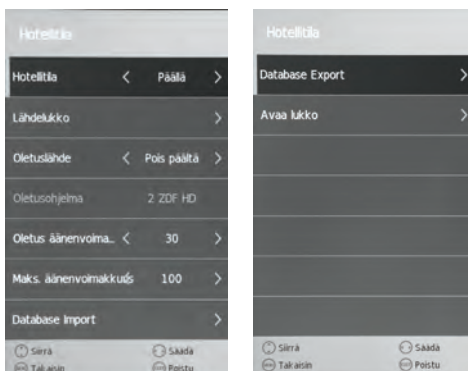 Hotellitila
Hotellitila < Päällä >
Lähdelukko >
Oletuslähde < Pois päältä >
Oletusohjelma 2 ZDF HD
Oletus äänenvoima.. < 30 >
Maks. äänenvoimakkuus < 100 >
Database Import >
Siirrä Säädä
Takaisin Poistu
Hotellitila
Database Export >
Avaa lukko >
Siirrä Säädä
Takaisin Poistu